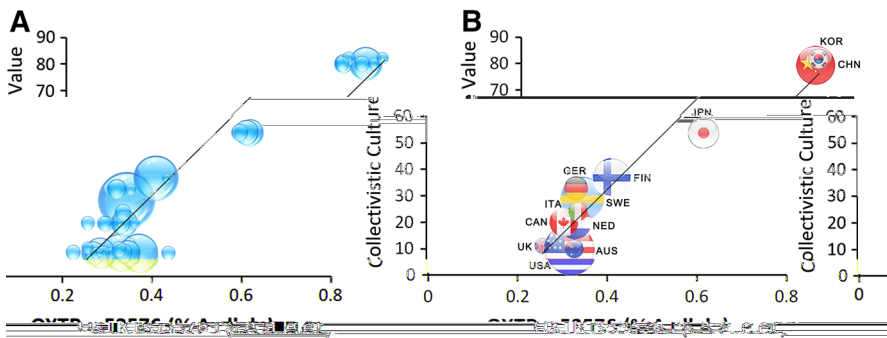 A
B
Value
90
80
70
Value
90
80
70
KOR
CHN
JPN
Collectivistic Culture
60
50
40
30
20
10
0
GER
FIN
ITA
SWE
CAN
NED
UK
AUS
USA
Collectivistic Culture
60
50
40
30
20
10
0
0.2
0.4
0.6
0.8
0
0.2
0.4
0.6
0.8
0